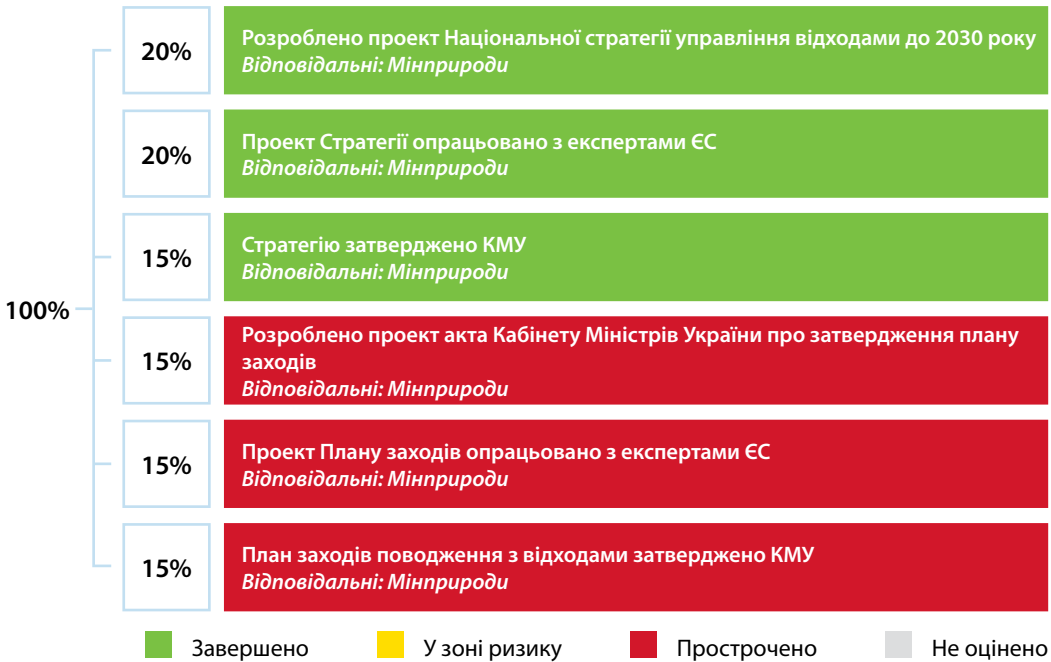 20%
Розроблено проект Національної стратегії управління відходами до 2030 року
Відповідальні: Мінприроди
20%
Проект Стратегії опрацьовано з експертами ЄС
Відповідальні: Мінприроди
15%
Стратегію затверджено КМУ
Відповідальні: Мінприроди
100%
15%
Розроблено проект акта Кабінету Міністрів України про затвердження плану
заходів
Відповідальні: Мінприроди
15%
Проект Плану заходів опрацьовано з експертами ЄС
Відповідальні: Мінприроди
15%
План заходів поводження з відходами затверджено КМУ
Відповідальні: Мінприроди
Завершено
У зоні ризику
Прострочено
Не оцінено